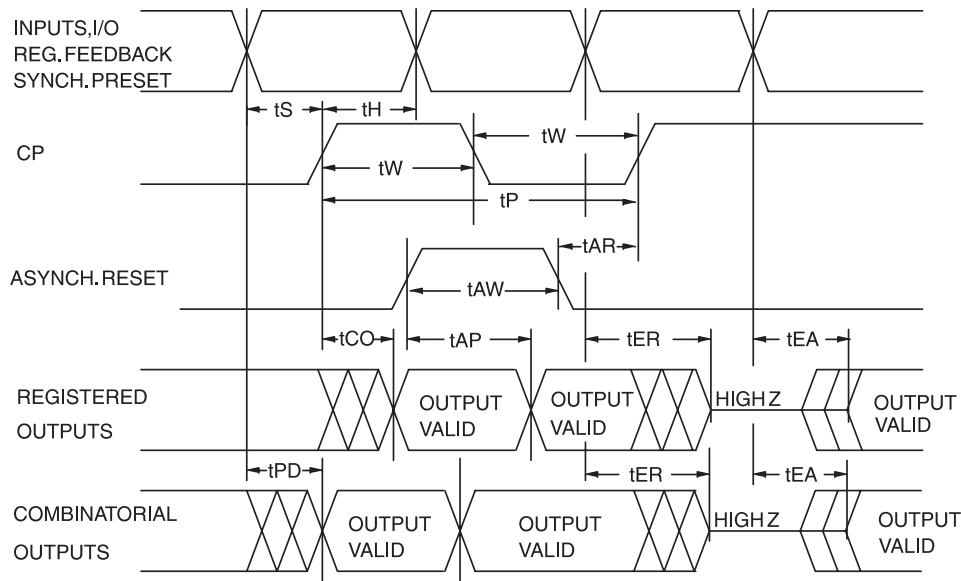 INPUTS,I/O
REG.FEEDBACK
SYNCH.PRESET
tS
tH
CP
tW
tW
tP
tAR
ASYNCH.RESET
tAW
tCO
tAP
tER
tEA
REGISTERED
OUTPUTS
OUTPUT
VALID
OUTPUT
VALID
HIGH Z
OUTPUT
VALID
tPD
tER
tEA
COMBINATORIAL
OUTPUTS
OUTPUT
VALID
OUTPUT
VALID
HIGH Z
OUTPUT
VALID